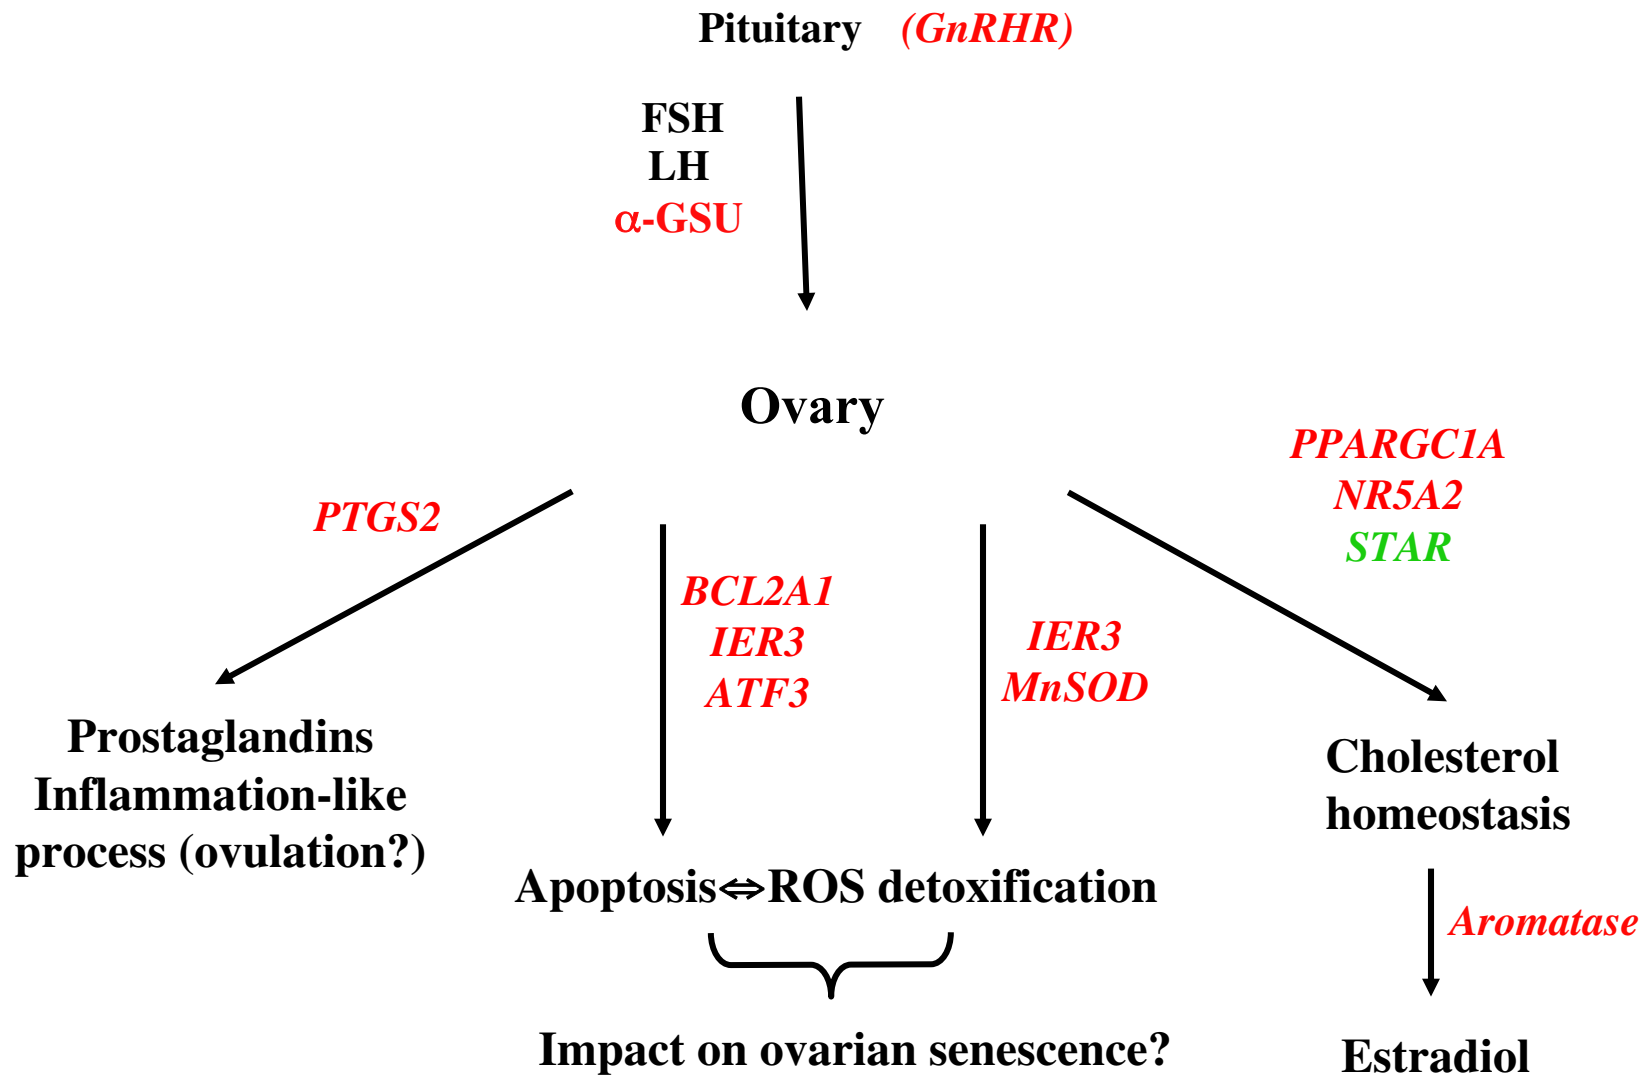 Pituitary (GnRHR)
FSH
LH
α-GSU
Ovary
PTGS2
BCL2A1
IER3
ATF3
IER3
MnSOD
PPARGC1A
NR5A2
STAR
Prostaglandins
Inflammation-like
process (ovulation?)
Apoptosis⇔ROS detoxification
Impact on ovarian senescence?
Cholesterol
homeostasis
Aromatase
Estradiol